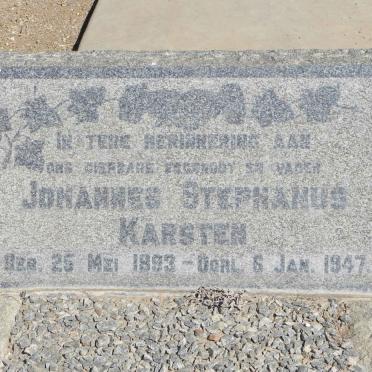 In tere herinnering aan
ons dierbare eggenoot en vader
Johannes Stephanus
Karsten
Geb. 25 Mei 1893 - Oorl. 6 Jan. 1947